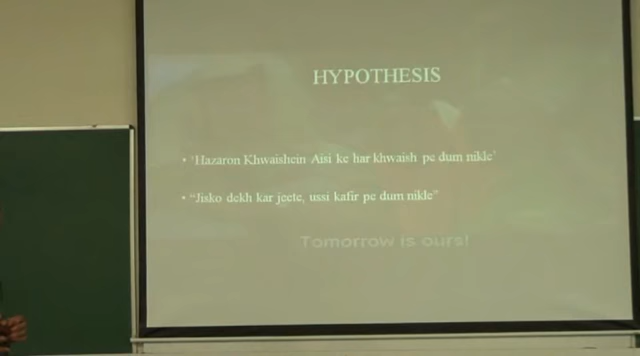 HYPOTHESIS
• 'Hazaron Khwaishein Aisi ke har khwaish pe dum nikle'
• "Jisko dekh kar jeete, ussi kafir pe dum nikle"
Tomorrow is ours!